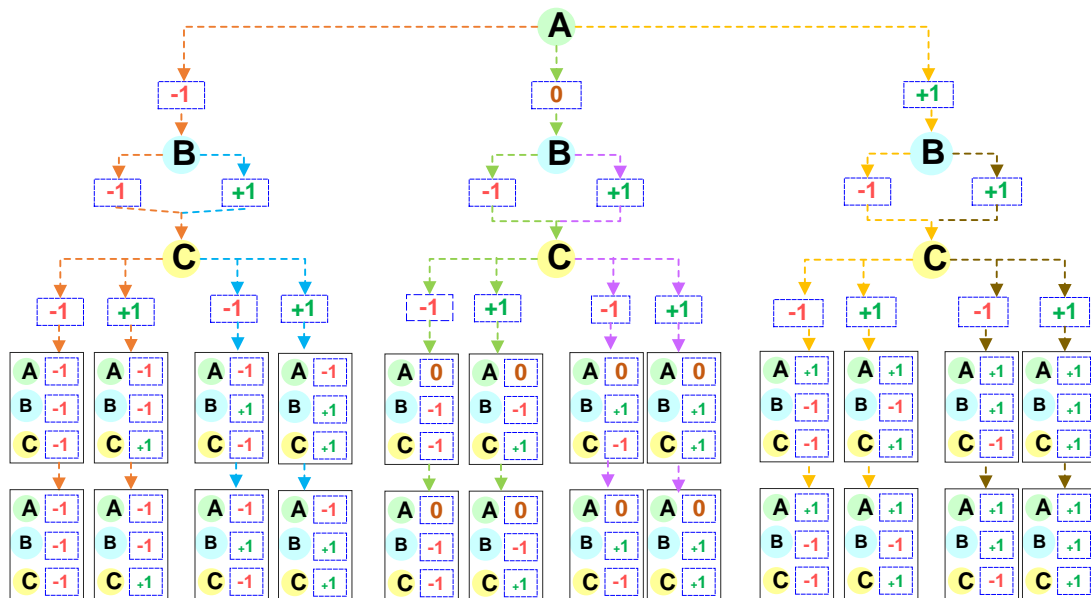 A
-1 0 +1
B B B
-1 +1 -1 +1 -1 +1
C C C
-1 +1 -1 +1 -1 +1 -1 +1 -1 +1 -1 +1
A -1 A -1 A -1 A -1 A 0 A 0 A 0 A 0 A +1 A +1 A +1 A +1
B -1 B -1 B +1 B +1 B -1 B -1 B +1 B +1 B -1 B -1 B +1 B +1
C -1 C +1 C -1 C +1 C -1 C +1 C -1 C +1 C -1 C +1 C -1 C +1
A -1 A -1 A -1 A -1 A 0 A 0 A 0 A 0 A +1 A +1 A +1 A +1
B -1 B -1 B +1 B +1 B -1 B -1 B +1 B +1 B -1 B -1 B +1 B +1
C -1 C +1 C -1 C +1 C -1 C +1 C -1 C +1 C -1 C +1 C -1 C +1